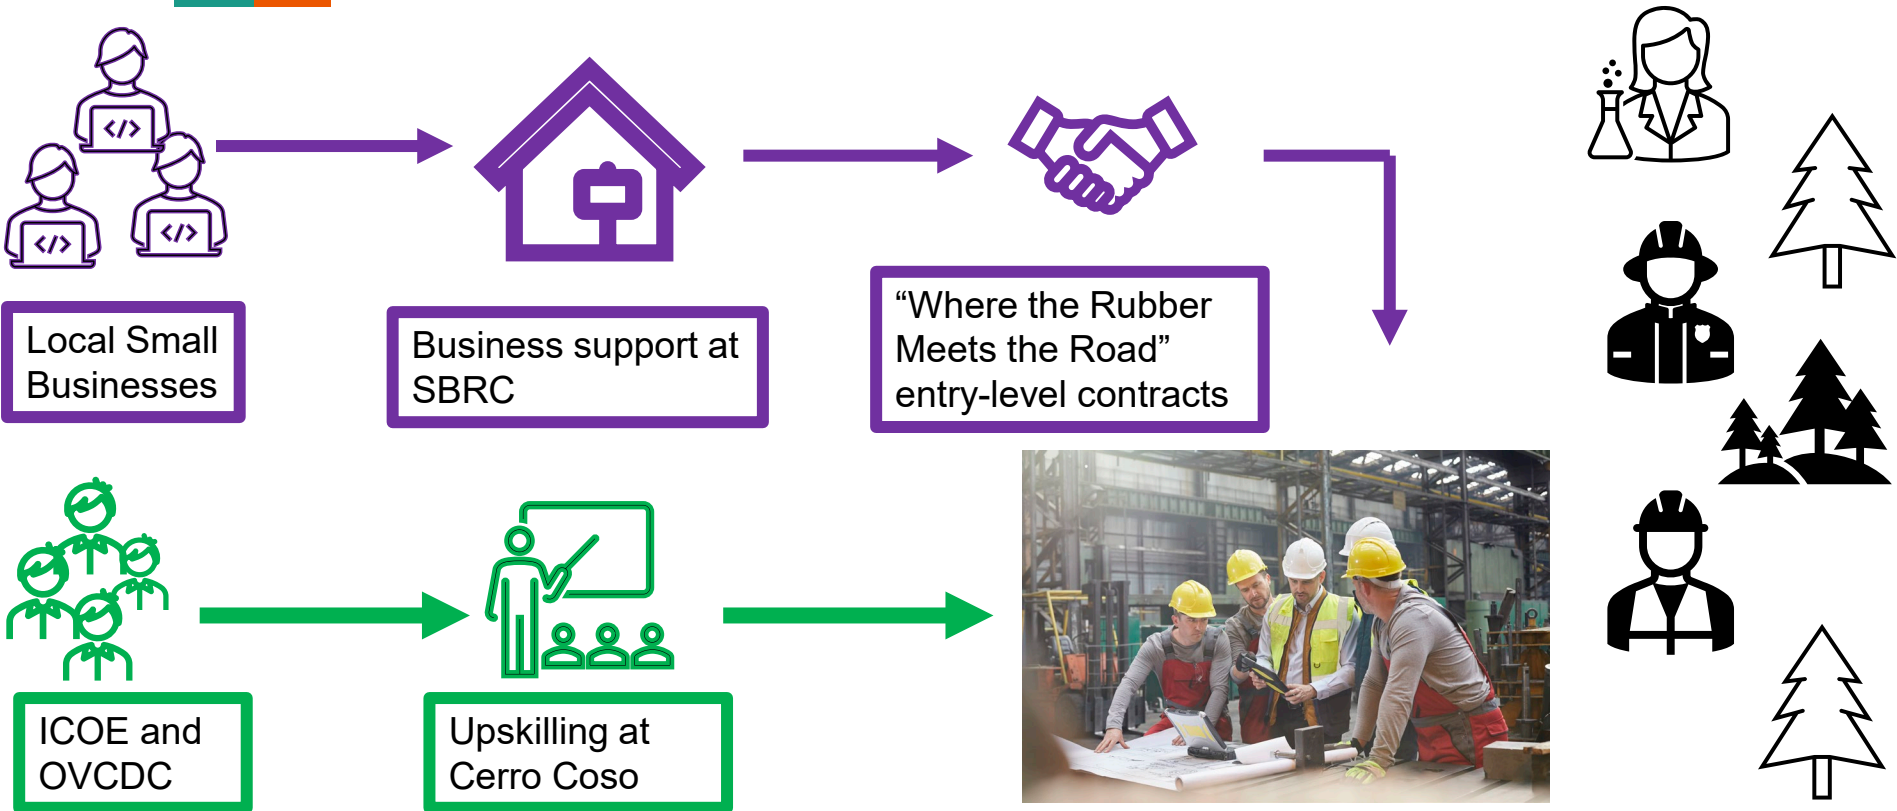 </>
</>
</>
Local Small
Businesses
Business support at
SBRC
“Where the Rubber
Meets the Road”
entry-level contracts
ICOE and
OVCDC
Upskilling at
Cerro Coso